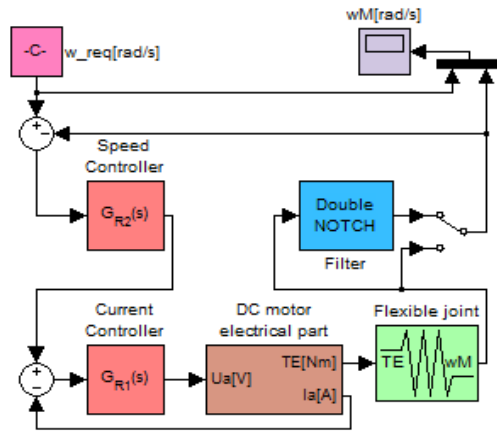 wM[rad/s]
-C-
w_req[rad/s]
Speed
Controller
G_R2(s)
Double
NOTCH
Filter
Current
Controller
DC motor
electrical part
Flexible joint
G_R1(s)
Ua[V]
TE[Nm]
Ia[A]
TE
wM